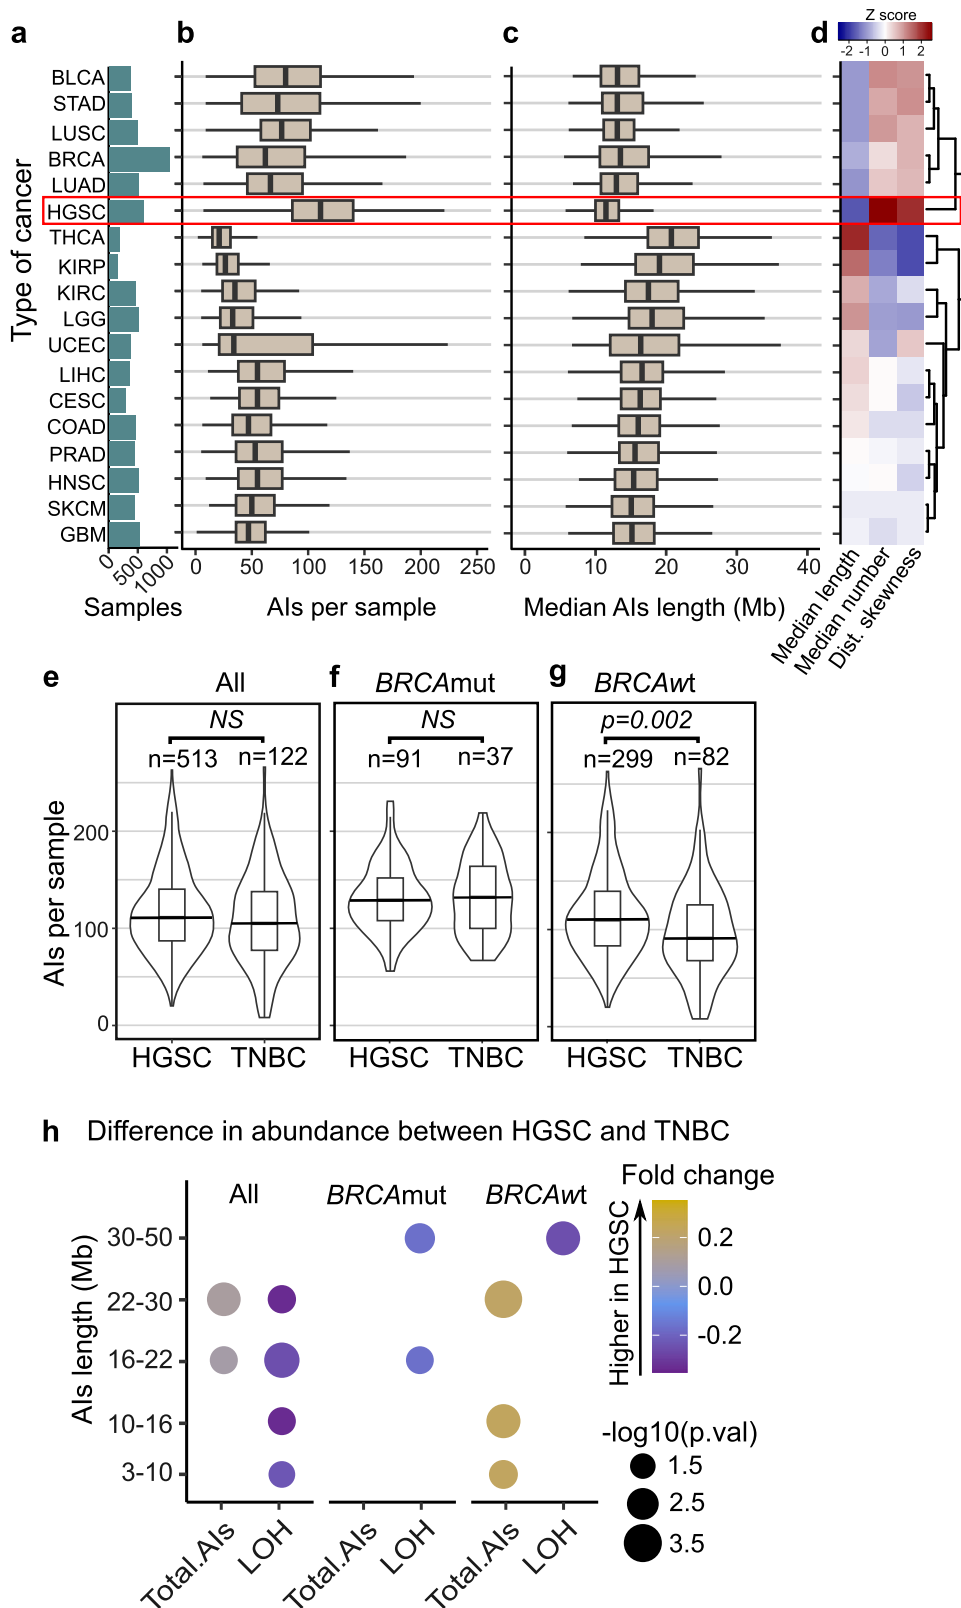 a
b
c
d
Z score
-2 -1 0 1 2
Type of cancer
BLCA
STAD
LUSC
BRCA
LUAD
HGSC
THCA
KIRP
KIRC
LGG
UCEC
LIHC
CESC
COAD
PRAD
HNSC
SKCM
GBM
0 500 1000
Samples
0 50 100 150 200 250
AIs per sample
0 10 20 30 40
Median AIs length (Mb)
Median length
Median number
Dist. skewness
e
All
f
BRCAmut
g
BRCAwt
NS
n=513 n=122
NS
n=91 n=37
p=0.002
n=299 n=82
AIs per sample
200
100
0
HGSC TNBC
HGSC TNBC
HGSC TNBC
h Difference in abundance between HGSC and TNBC
All
BRCAmut
BRCAwt
AIs length (Mb)
30-50
22-30
16-22
10-16
3-10
Total.AIs
LOH
Total.AIs
LOH
Total.AIs
LOH
Fold change
Higher in HGSC
0.2
0.0
-0.2
-log10(p.val)
1.5
2.5
3.5